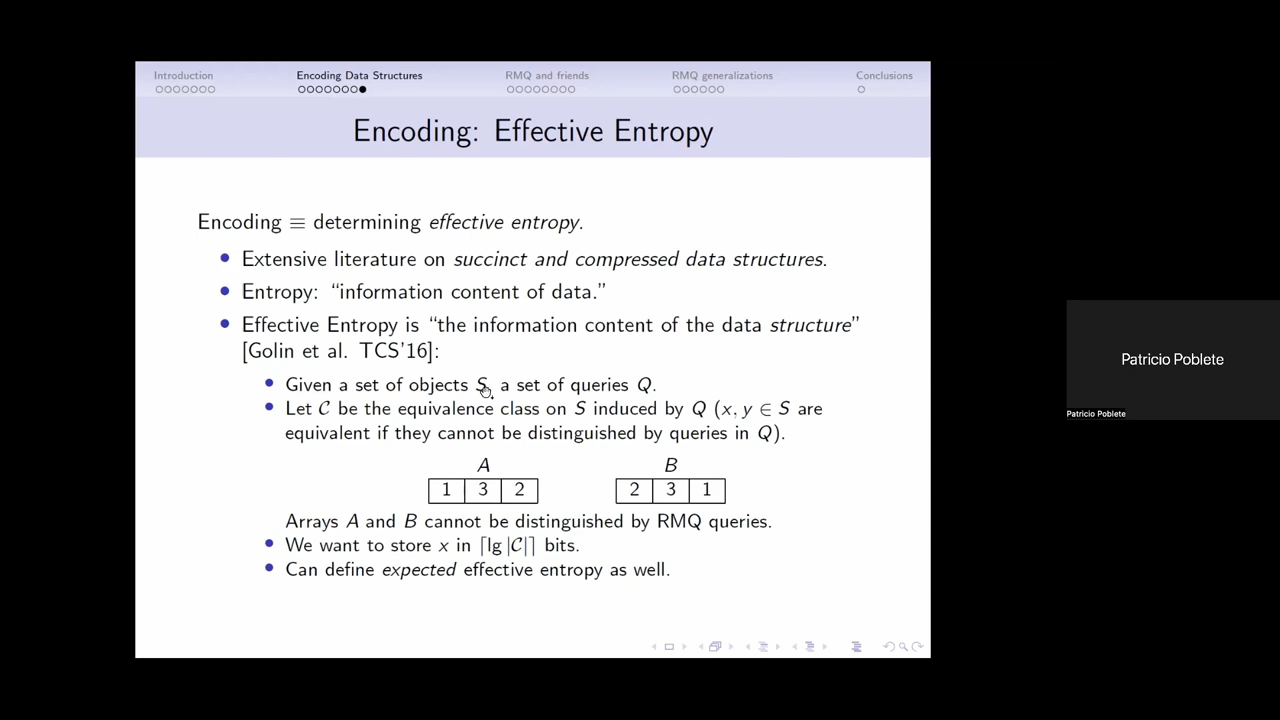 Introduction Encoding Data Structures RMQ and friends RMQ generalizations Conclusions
Encoding: Effective Entropy
Encoding ≡ determining effective entropy.
Extensive literature on succinct and compressed data structures.
Entropy: “information content of data.”
Effective Entropy is “the information content of the data structure”
[Golin et al. TCS’16]:
Given a set of objects S, a set of queries Q.
Let C be the equivalence class on S induced by Q (x, y ∈ S are
equivalent if they cannot be distinguished by queries in Q).
A B
1 3 2 2 3 1
Arrays A and B cannot be distinguished by RMQ queries.
We want to store x in ⌈lg |C|⌉ bits.
Can define expected effective entropy as well.
Patricio Poblete
Patricio Poblete